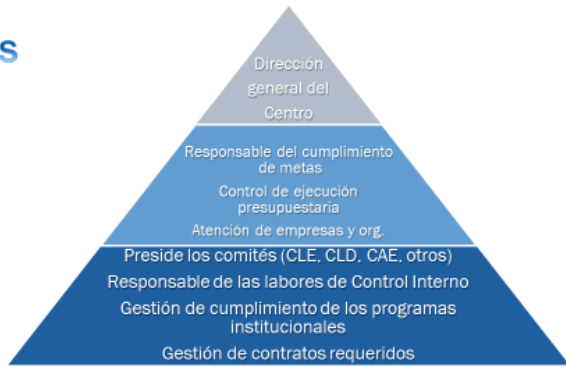 s
Dirección
general del
Centro
Responsable del cumplimiento
de metas
Control de ejecución
presupuestaria
Atención de empresas y org.
Preside los comités (CLE, CLD, CAE, otros)
Responsable de las labores de Control Interno
Gestión de cumplimiento de los programas
institucionales
Gestión de contratos requeridos